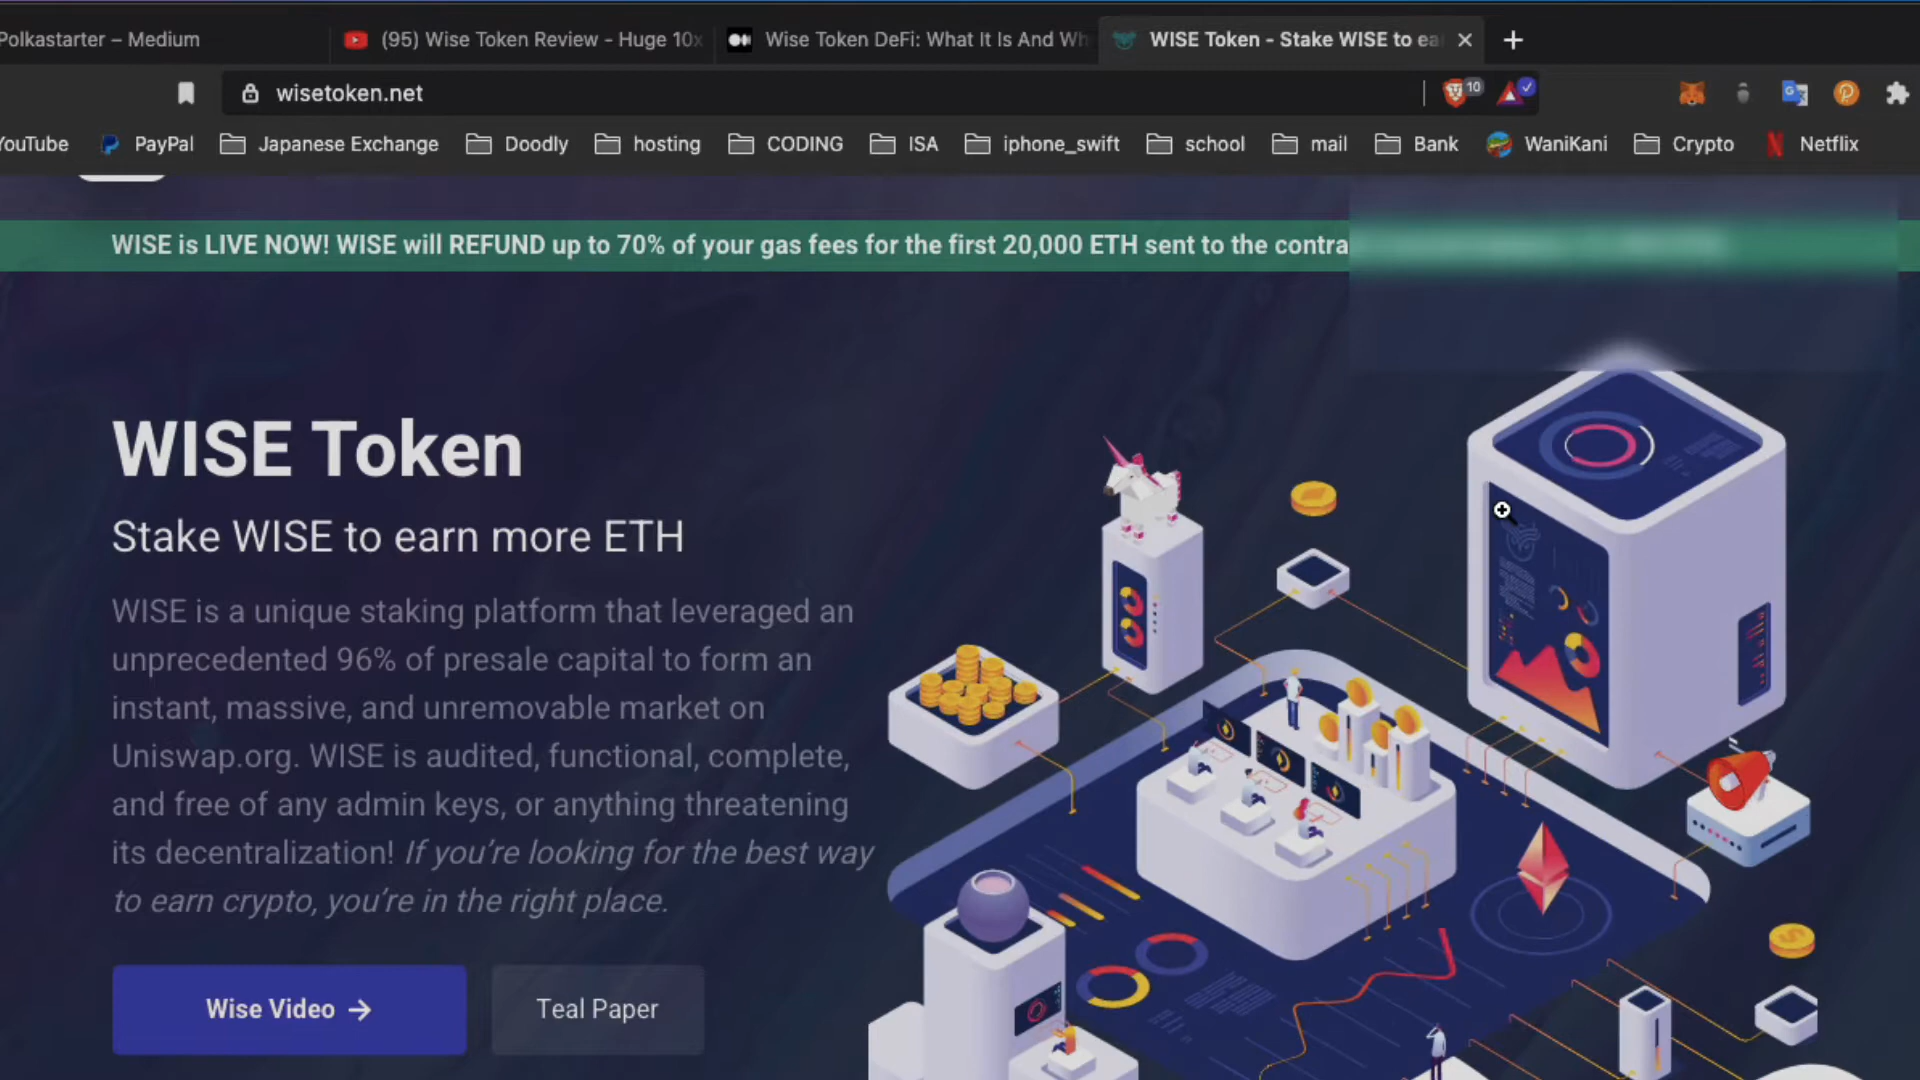 Polkastarter – Medium
(95) Wise Token Review - Huge 10x
Wise Token DeFi: What It Is And Wh
WISE Token - Stake WISE to ea
wisetoken.net
10
YouTube
PayPal
Japanese Exchange
Doodly
hosting
CODING
ISA
iphone_swift
school
mail
Bank
WaniKani
Crypto
Netflix
WISE is LIVE NOW! WISE will REFUND up to 70% of your gas fees for the first 20,000 ETH sent to the contra
WISE Token
Stake WISE to earn more ETH
WISE is a unique staking platform that leveraged an
unprecedented 96% of presale capital to form an
instant, massive, and unremovable market on
Uniswap.org. WISE is audited, functional, complete,
and free of any admin keys, or anything threatening
its decentralization! If you’re looking for the best way
to earn crypto, you’re in the right place.
Wise Video →
Teal Paper